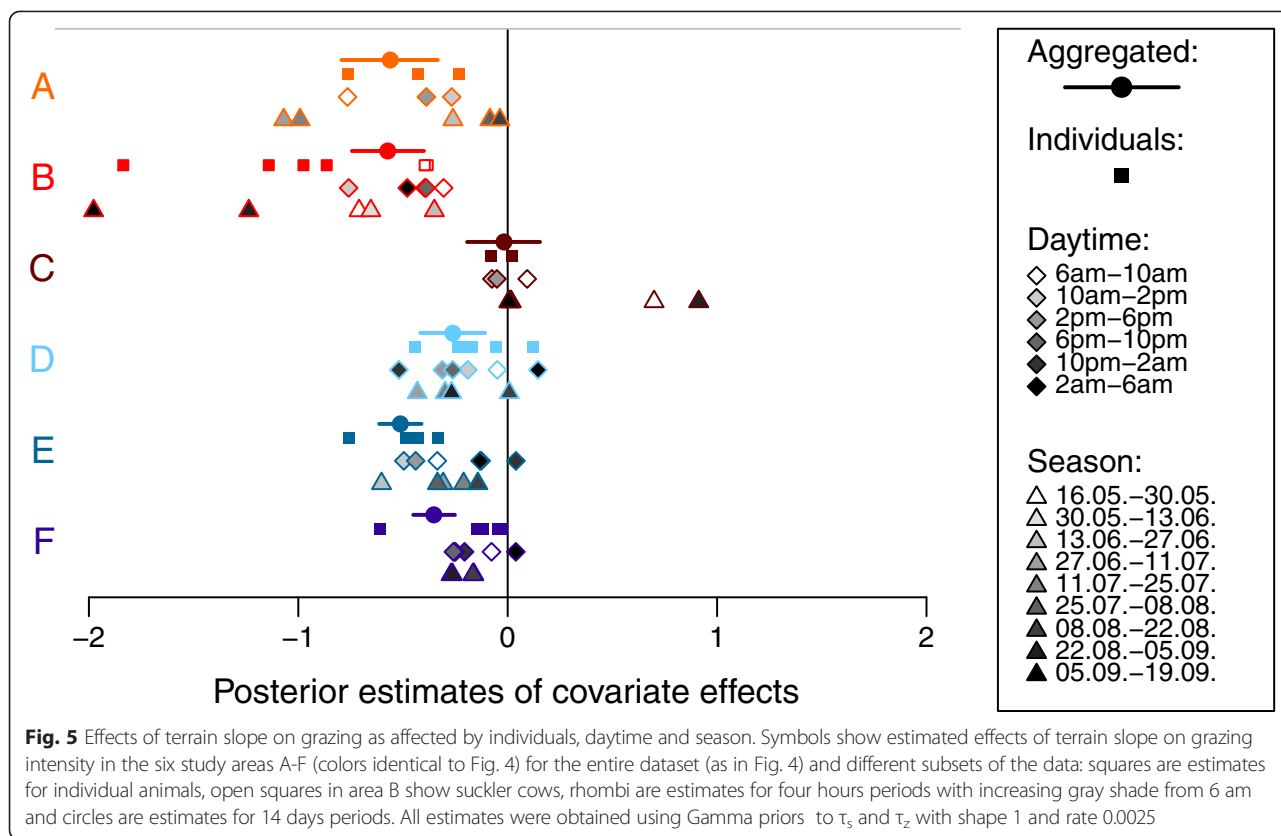 A
B
C
D
E
F
−2 −1 0 1 2
Posterior estimates of covariate effects
Aggregated:
Individuals:
Daytime:
6am−10am
10am−2pm
2pm−6pm
6pm−10pm
10pm−2am
2am−6am
Season:
16.05.−30.05.
30.05.−13.06.
13.06.−27.06.
27.06.−11.07.
11.07.−25.07.
25.07.−08.08.
08.08.−22.08.
22.08.−05.09.
05.09.−19.09.
Fig. 5 Effects of terrain slope on grazing as affected by individuals, daytime and season. Symbols show estimated effects of terrain slope on grazing
intensity in the six study areas A-F (colors identical to Fig. 4) for the entire dataset (as in Fig. 4) and different subsets of the data: squares are estimates
for individual animals, open squares in area B show suckler cows, rhombi are estimates for four hours periods with increasing gray shade from 6 am
and circles are estimates for 14 days periods. All estimates were obtained using Gamma priors to τs and τz with shape 1 and rate 0.0025